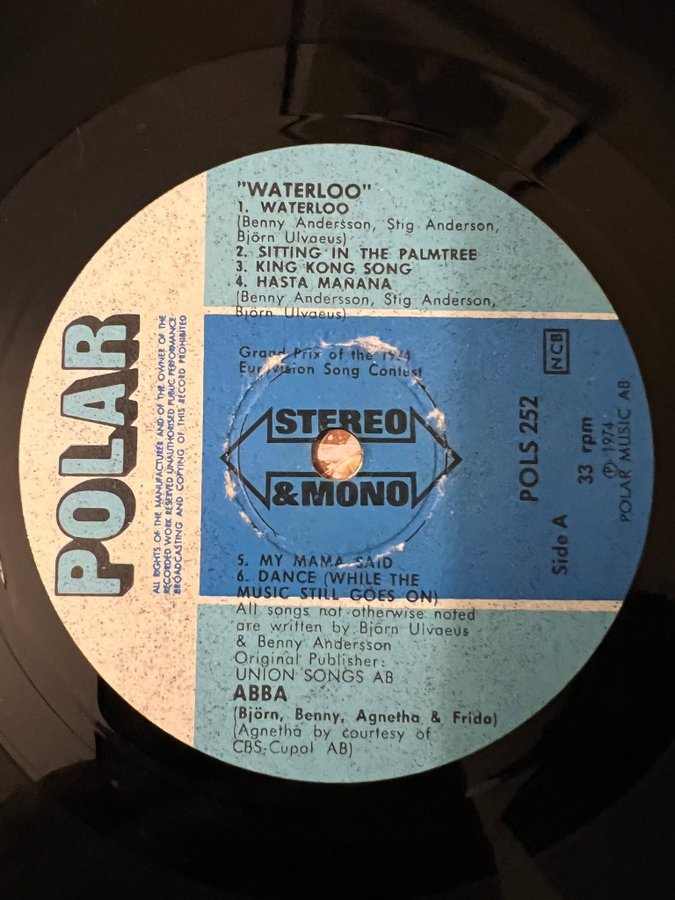 POLAR
ALL RIGHTS OF THE MANUFACTURER AND OF THE OWNER OF THE
RECORDED WORK RESERVED UNAUTHORISED PUBLIC PERFORMANCE·
BROADCASTING AND COPYING OF THIS RECORD PROHIBITED
"WATERLOO"
1. WATERLOO
(Benny Andersson, Stig Anderson,
Björn Ulvaeus)
2. SITTING IN THE PALMTREE
3. KING KONG SONG
4. HASTA MAÑANA
(Benny Andersson, Stig Anderson,
Björn Ulvaeus)
Grand Prix of the 1974
Eurovision Song Contest
STEREO
&MONO
POLS 252
NCB
Side A
33 rpm
Ⓟ 1974
POLAR MUSIC AB
5. MY MAMA SAID
6. DANCE (WHILE THE
MUSIC STILL GOES ON)
All songs not otherwise noted
are written by Björn Ulvaeus
& Benny Andersson
Original Publisher:
UNION SONGS AB
ABBA
(Björn, Benny, Agnetha & Frida)
(Agnetha by courtesy of
CBS-Cupol AB)